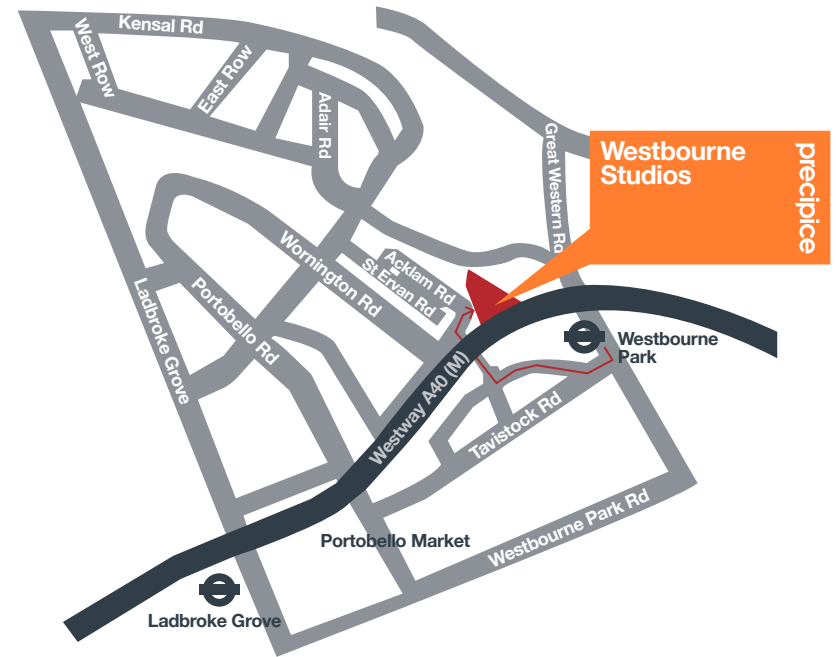 Kensal Rd
West Row
East Row
Adair Rd
Great Western Rd
Westbourne
Studios
precipice
Acklam Rd
St Ervan Rd
Wornington Rd
Portobello Rd
Ladbroke Grove
Westway A40 (M)
Westbourne
Park
Tavistock Rd
Westbourne Park Rd
Portobello Market
Ladbroke Grove